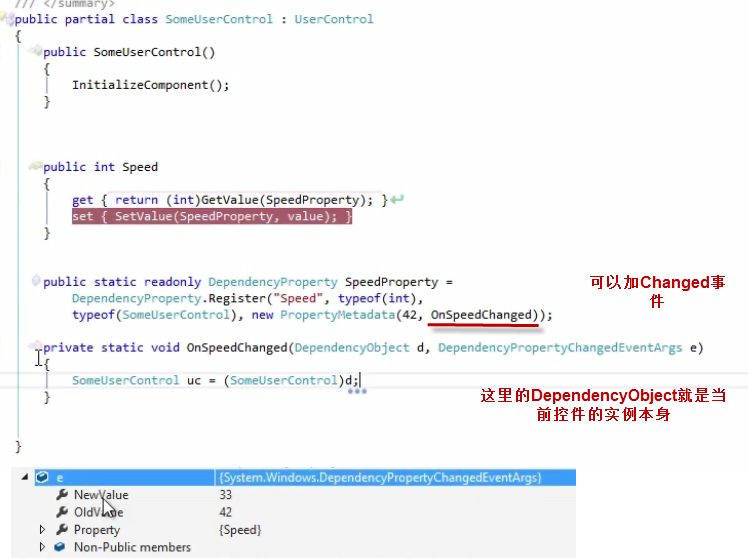 /// </summary>
public partial class SomeUserControl : UserControl
{
public SomeUserControl()
{
InitializeComponent();
}
public int Speed
{
get { return (int)GetValue(SpeedProperty); }
set { SetValue(SpeedProperty, value); }
}
public static readonly DependencyProperty SpeedProperty =
DependencyProperty.Register("Speed", typeof(int),
typeof(SomeUserControl), new PropertyMetadata(42, OnSpeedChanged));
可以加Changed事
件
private static void OnSpeedChanged(DependencyObject d, DependencyPropertyChangedEventArgs e)
{
SomeUserControl uc = (SomeUserControl)d;
}
这里的DependencyObject就是当
前控件的实例本身
}
e {System.Windows.DependencyPropertyChangedEventArgs}
NewValue 33
OldValue 42
Property {Speed}
Non-Public members